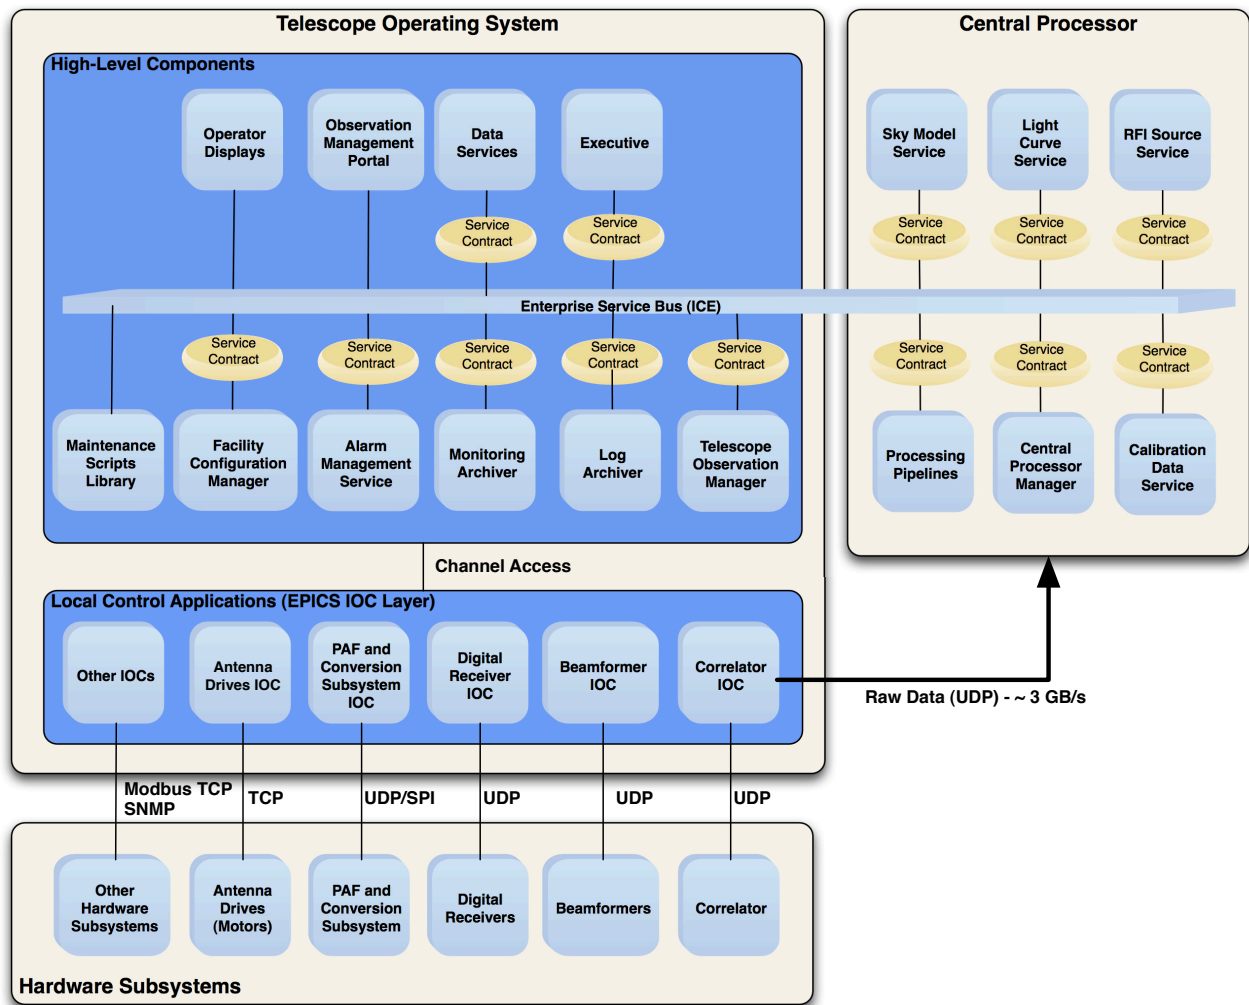 Telescope Operating System
Central Processor
High-Level Components
Operator
Displays
Observation
Management
Portal
Data
Services
Executive
Sky Model
Service
Light
Curve
Service
RFI Source
Service
Service
Contract
Service
Contract
Service
Contract
Service
Contract
Service
Contract
Enterprise Service Bus (ICE)
Service
Contract
Service
Contract
Service
Contract
Service
Contract
Service
Contract
Service
Contract
Service
Contract
Service
Contract
Maintenance
Scripts
Library
Facility
Configuration
Manager
Alarm
Management
Service
Monitoring
Archiver
Log
Archiver
Telescope
Observation
Manager
Processing
Pipelines
Central
Processor
Manager
Calibration
Data
Service
Channel Access
Local Control Applications (EPICS IOC Layer)
Other IOCs
Antenna
Drives IOC
PAF and
Conversion
Subsystem
IOC
Digital
Receiver
IOC
Beamformer
IOC
Correlator
IOC
Raw Data (UDP) - ~ 3 GB/s
Modbus TCP
SNMP
TCP
UDP/SPI
UDP
UDP
UDP
Other
Hardware
Subsystems
Antenna
Drives
(Motors)
PAF and
Conversion
Subsystem
Digital
Receivers
Beamformers
Correlator
Hardware Subsystems